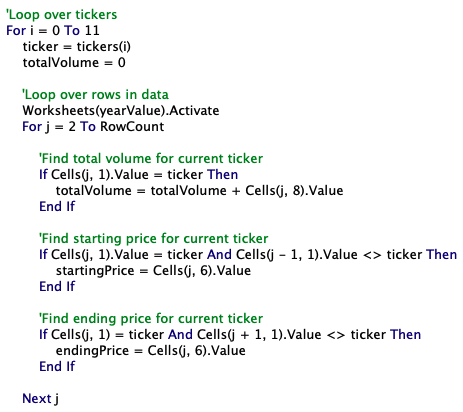 'Loop over tickers
For i = 0 To 11
ticker = tickers(i)
totalVolume = 0
'Loop over rows in data
Worksheets(yearValue).Activate
For j = 2 To RowCount
'Find total volume for current ticker
If Cells(j, 1).Value = ticker Then
totalVolume = totalVolume + Cells(j, 8).Value
End If
'Find starting price for current ticker
If Cells(j, 1).Value = ticker And Cells(j - 1, 1).Value <> ticker Then
startingPrice = Cells(j, 6).Value
End If
'Find ending price for current ticker
If Cells(j, 1) = ticker And Cells(j + 1, 1).Value <> ticker Then
endingPrice = Cells(j, 6).Value
End If
Next j